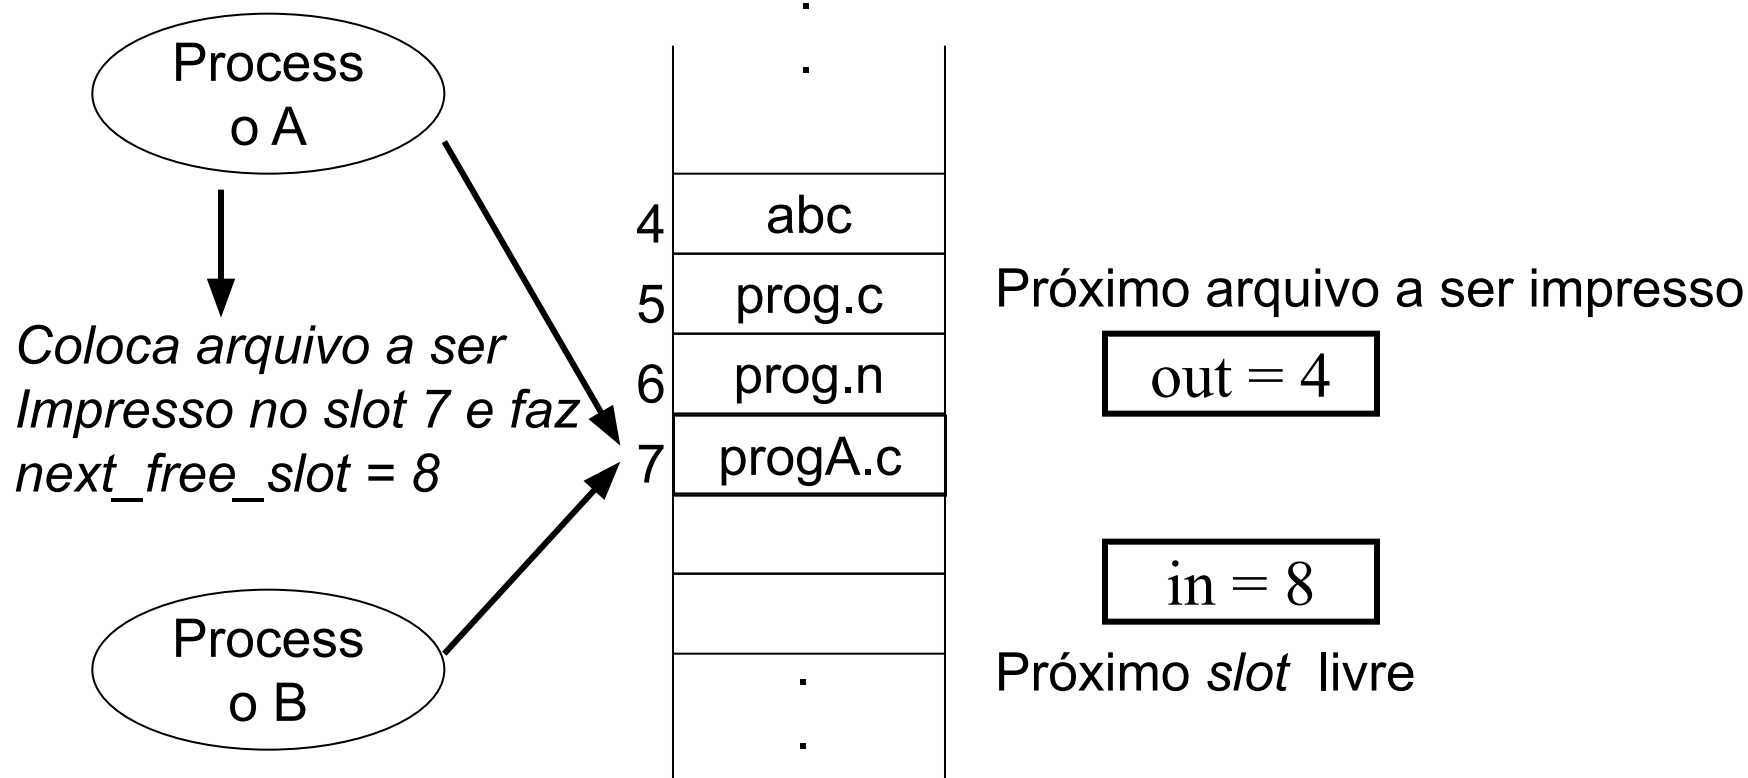 Process
o A
Coloca arquivo a ser
Impresso no slot 7 e faz
next_free_slot = 8
Process
o B
.
.
4 abc
5 prog.c
6 prog.n
7 progA.c
.
.
Próximo arquivo a ser impresso
out = 4
in = 8
Próximo slot livre